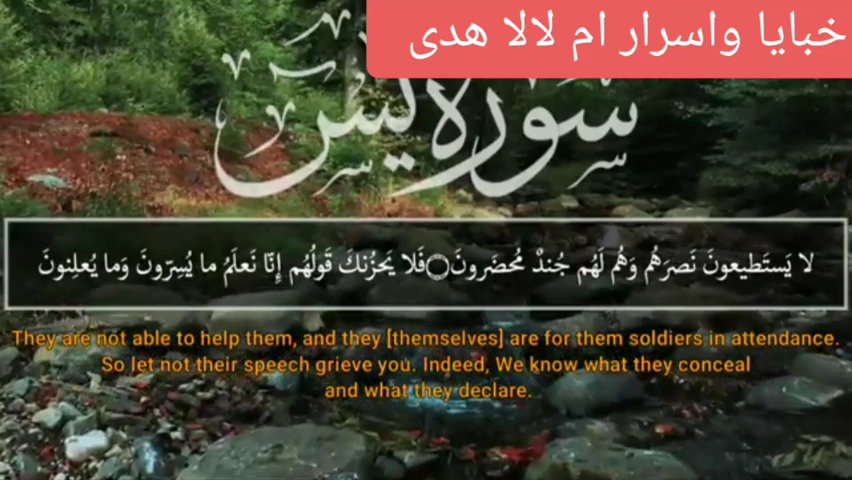 خبايا واسرار ام لالا هدى
سورة يس
لا يَستَطيعونَ نَصرَهُم وَهُم لَهُم جُندٌ مُحضَرونَ۝فَلا يَحزُنكَ قَولُهُم إِنّا نَعلَمُ ما يُسِرّونَ وَما يُعلِنونَ
They are not able to help them, and they [themselves] are for them soldiers in attendance.
So let not their speech grieve you. Indeed, We know what they conceal
and what they declare.